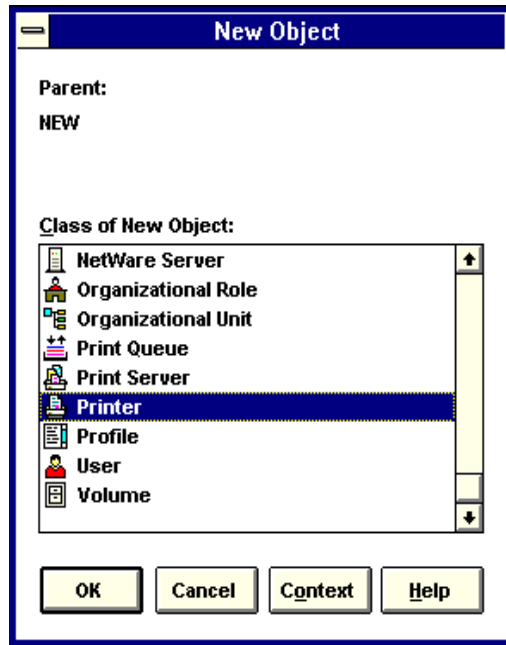 New Object
Parent:
NEW
Class of New Object:
NetWare Server
Organizational Role
Organizational Unit
Print Queue
Print Server
Printer
Profile
User
Volume
OK Cancel Context Help